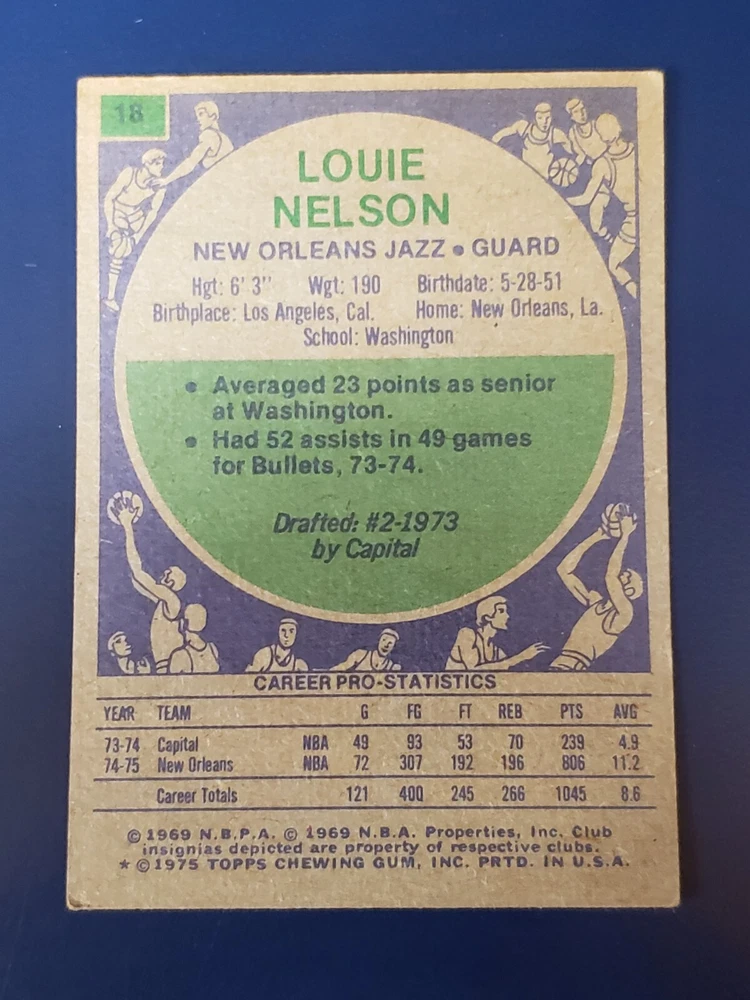 18
LOUIE
NELSON
NEW ORLEANS JAZZ • GUARD
Hgt: 6' 3" Wgt: 190 Birthdate: 5-28-51
Birthplace: Los Angeles, Cal. Home: New Orleans, La.
School: Washington
• Averaged 23 points as senior
at Washington.
• Had 52 assists in 49 games
for Bullets, 73-74.
Drafted: #2-1973
by Capital
CAREER PRO-STATISTICS
YEAR TEAM G FG FT REB PTS AVG
73-74 Capital NBA 49 93 53 70 239 4.9
74-75 New Orleans NBA 72 307 192 196 806 11.2
Career Totals 121 400 245 266 1045 8.6
© 1969 N.B.P.A. © 1969 N.B.A. Properties, Inc. Club
insignias depicted are property of respective clubs.
* © 1975 TOPPS CHEWING GUM, INC. PRTD. IN U.S.A.